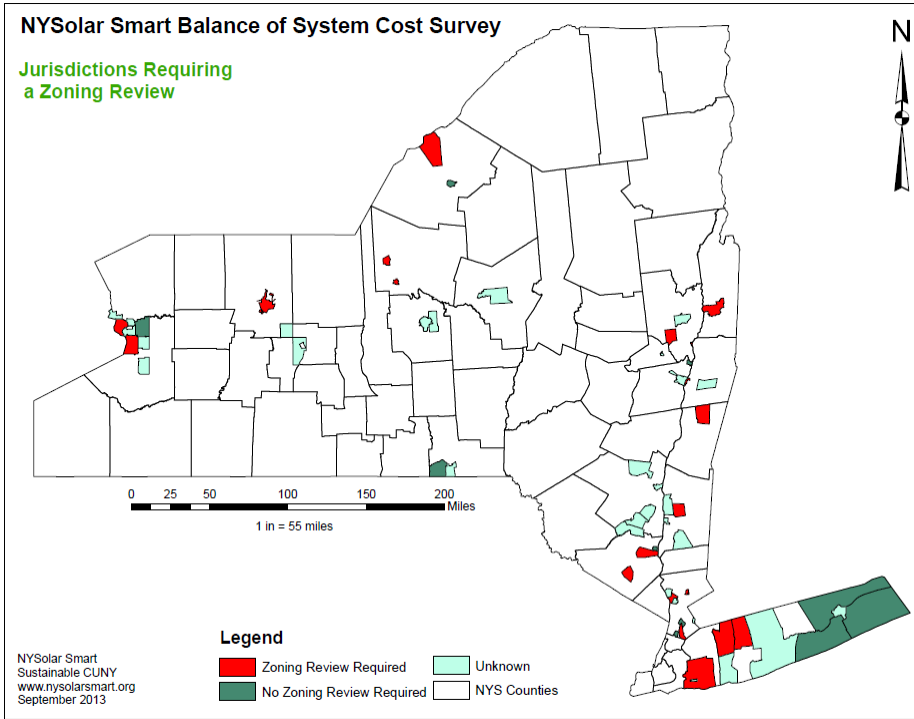 NYSolar Smart Balance of System Cost Survey
Jurisdictions Requiring
a Zoning Review
N
0 25 50 100 150 200
Miles
1 in = 55 miles
Legend
Zoning Review Required
Unknown
No Zoning Review Required
NYS Counties
NYSolar Smart
Sustainable CUNY
www.nysolarsmart.org
September 2013